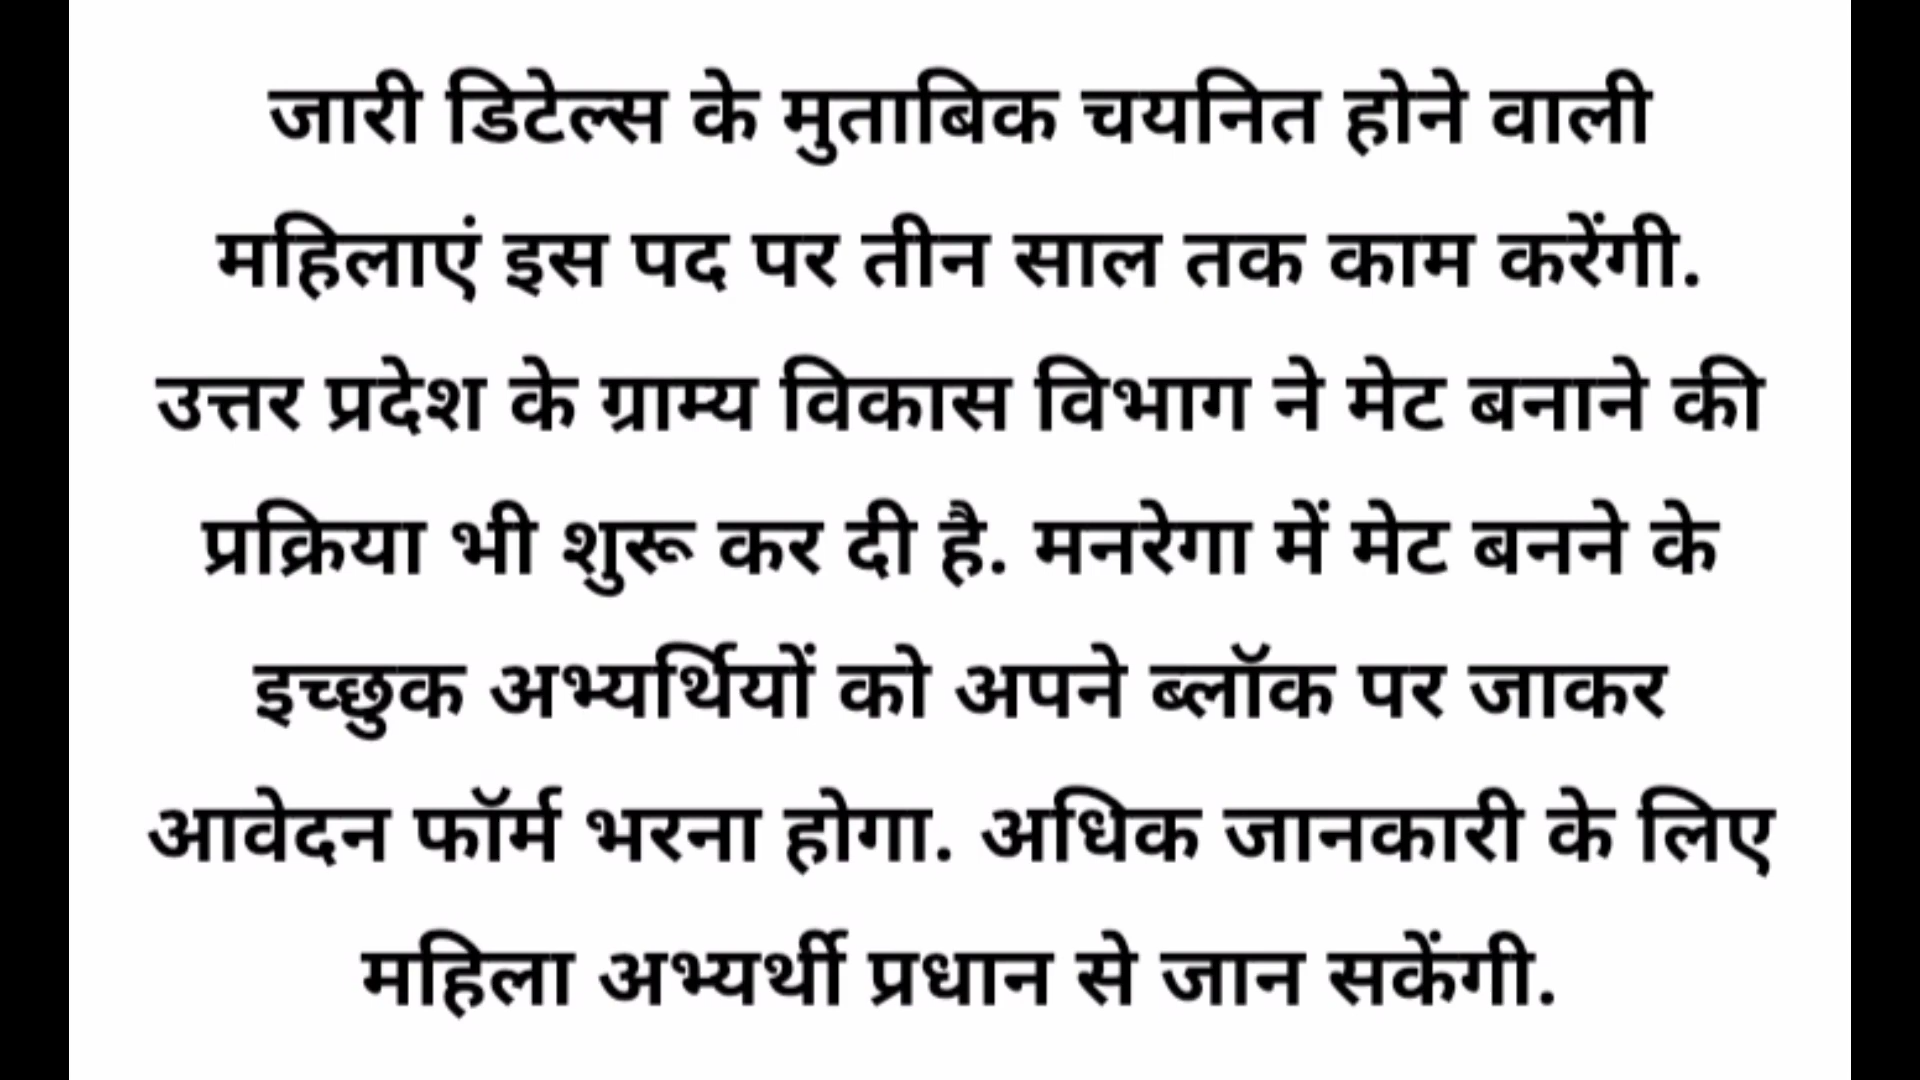 जारी डिटेल्स के मुताबिक चयनित होने वाली
महिलाएं इस पद पर तीन साल तक काम करेंगी.
उत्तर प्रदेश के ग्राम्य विकास विभाग ने मेट बनाने की
प्रक्रिया भी शुरू कर दी है. मनरेगा में मेट बनने के
इच्छुक अभ्यर्थियों को अपने ब्लॉक पर जाकर
आवेदन फॉर्म भरना होगा. अधिक जानकारी के लिए
महिला अभ्यर्थी प्रधान से जान सकेंगी.